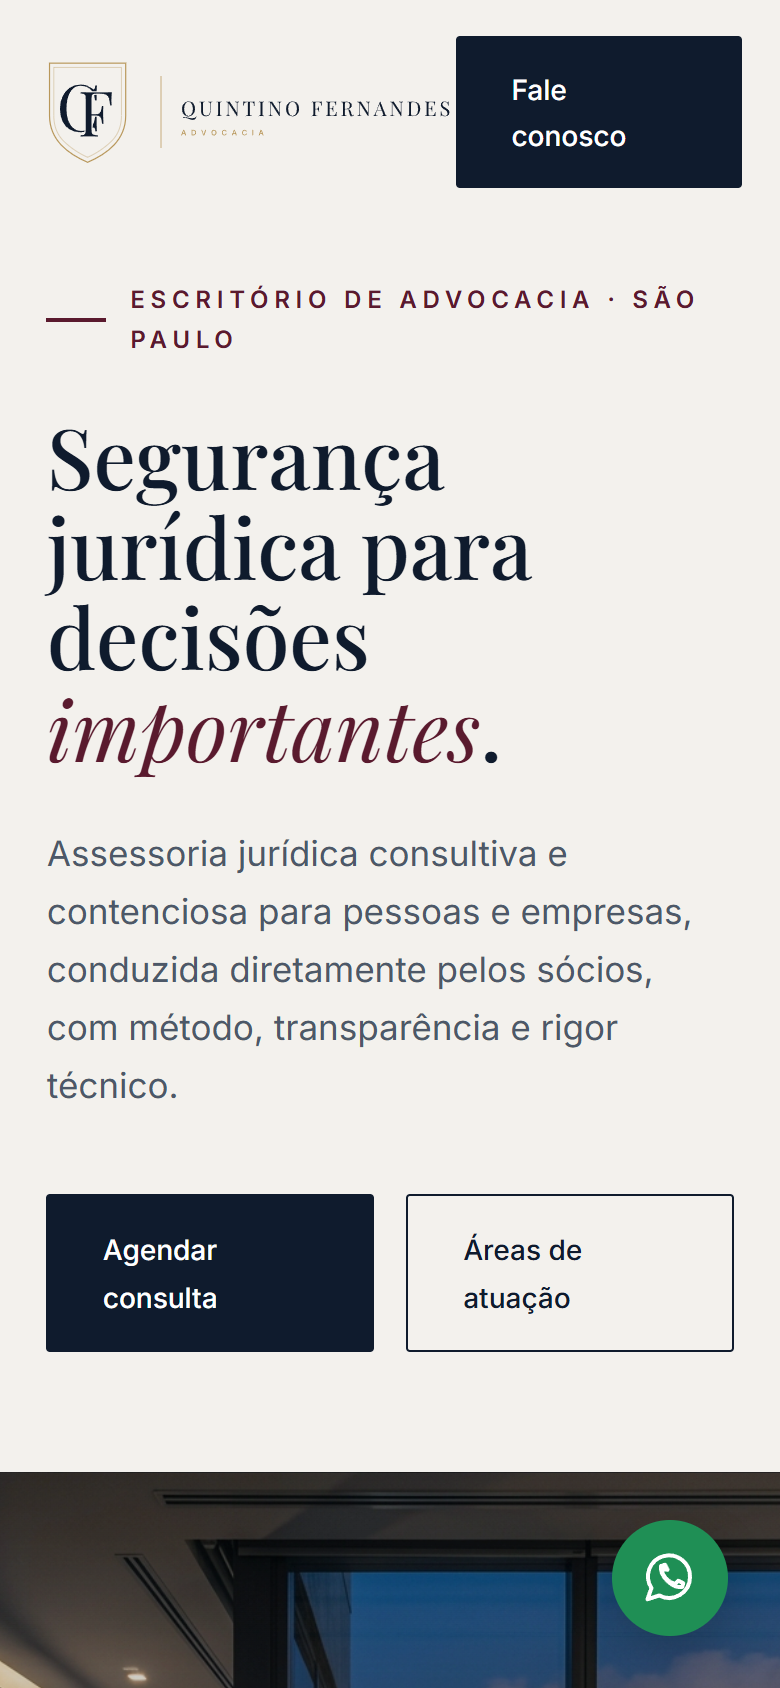 QF
QUINTINO FERNANDES
ADVOCACIA
Fale
conosco
ESCRITÓRIO DE ADVOCACIA · SÃO
PAULO
Segurança
jurídica para
decisões
importantes.
Assessoria jurídica consultiva e
contenciosa para pessoas e empresas,
conduzida diretamente pelos sócios,
com método, transparência e rigor
técnico.
Agendar
consulta
Áreas de
atuação